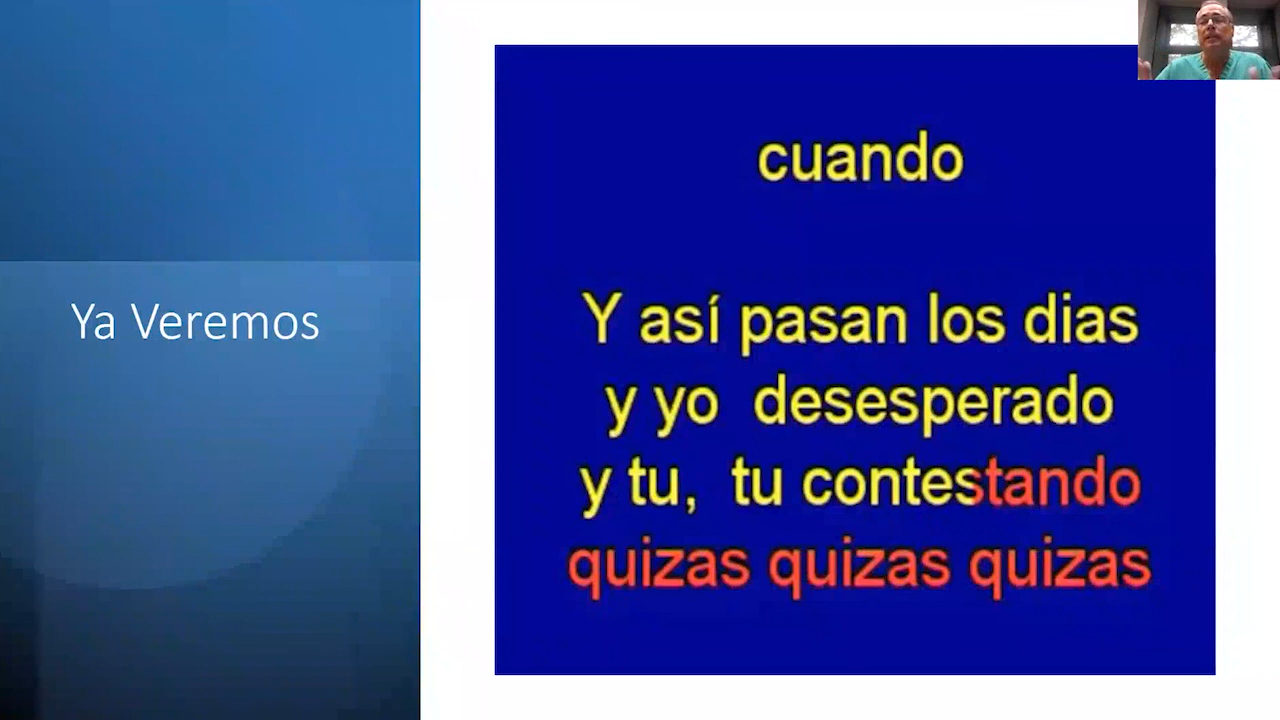 Ya Veremos
cuando
Y así pasan los dias
y yo desesperado
y tu, tu contestando
quizas quizas quizas